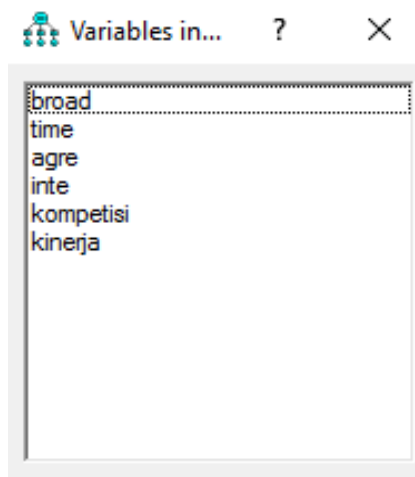 Variables in... ?
broad
time
agre
inte
kompetisi
kinerja